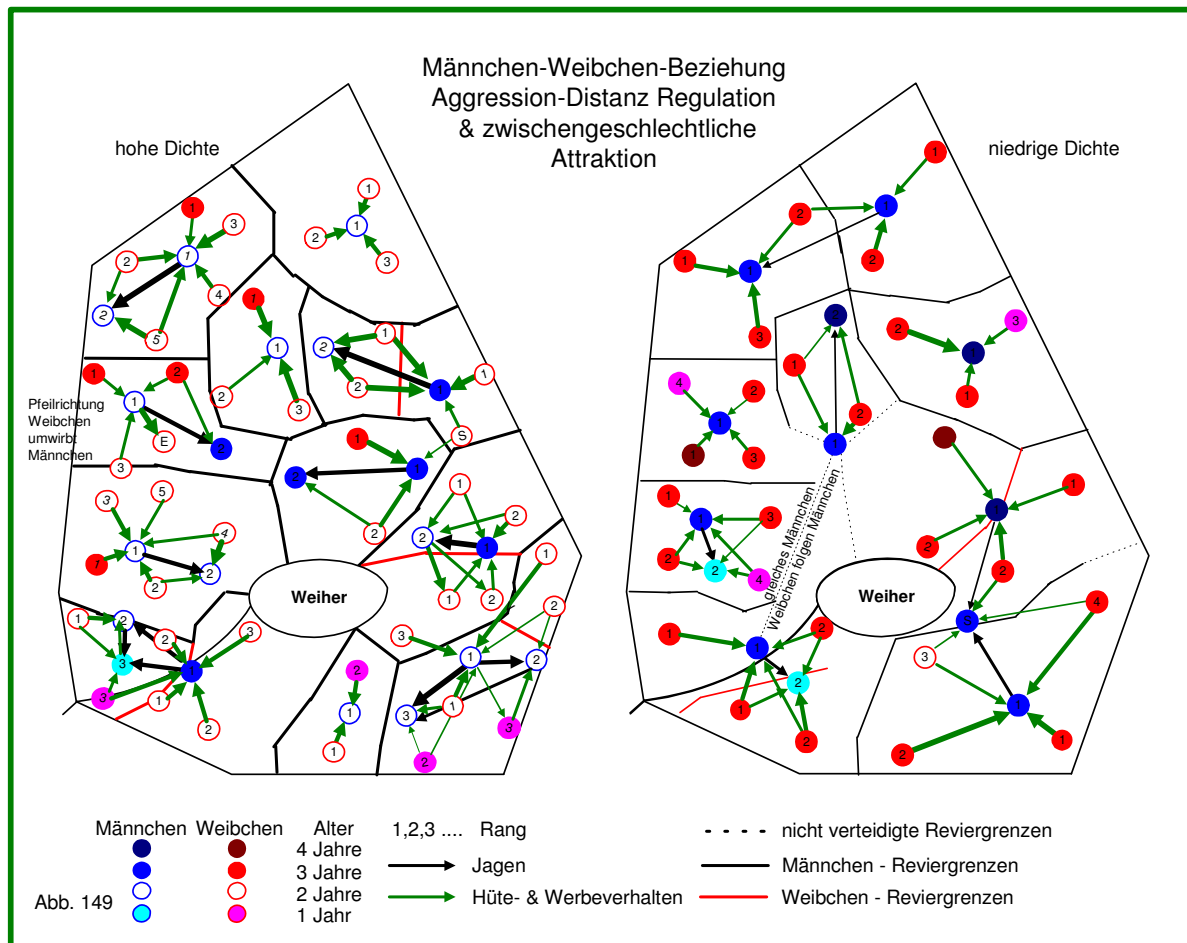 Männchen-Weibchen-Beziehung
Aggression-Distanz Regulation
& zwischengeschlechtliche
Attraktion
hohe Dichte
niedrige Dichte
Pfeilrichtung
Weibchen
umwirbt
Männchen
gleiches Männchen
Weibchen folgen Männchen
Weiher
Weiher
Männchen Weibchen Alter 1,2,3 .... Rang
4 Jahre
3 Jahre
2 Jahre
1 Jahr
Jagen
Hüte- & Werbeverhalten
nicht verteidigte Reviergrenzen
Männchen - Reviergrenzen
Weibchen - Reviergrenzen
Abb. 149